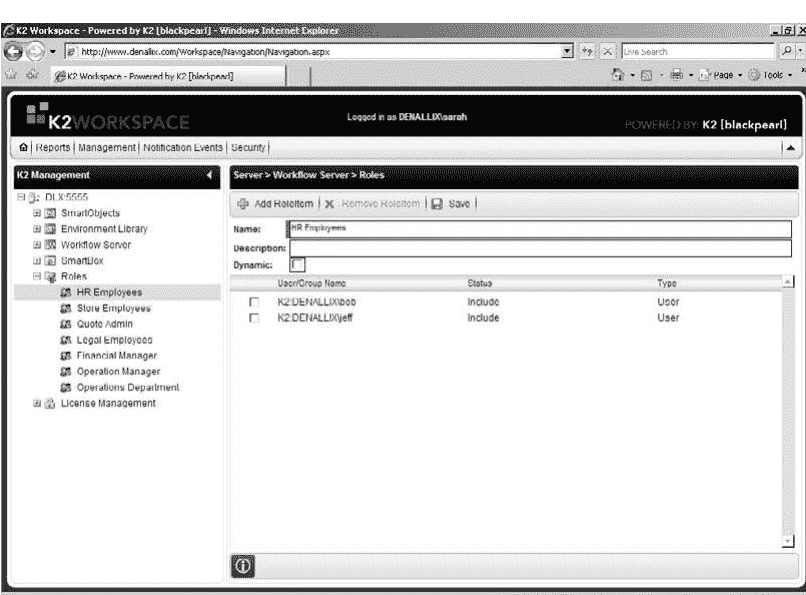 K2 Workspace - Powered by K2 [blackpearl] - Windows Internet Explorer
http://www.denallix.com/Workspace/Navigation/Navigation.aspx
Live Search
K2 Workspace - Powered by K2 [blackpearl]
Page
Tools
K2WORKSPACE
Logged in as DENALLIX\sarah
POWERED BY K2 [blackpearl]
Reports | Management | Notification Events | Security |
K2 Management
Server > Workflow Server > Roles
DLX:5555
SmartObjects
Environment Library
Workflow Server
SmartBox
Roles
HR Employees
Store Employees
Quote Admin
Legal Employees
Financial Manager
Operation Manager
Operations Department
License Management
Add RoleItem | Remove RoleItem | Save |
Name: HR Employees
Description:
Dynamic:
User/Group Name Status Type
K2:DENALLIX\bob Include User
K2:DENALLIX\jeff Include User